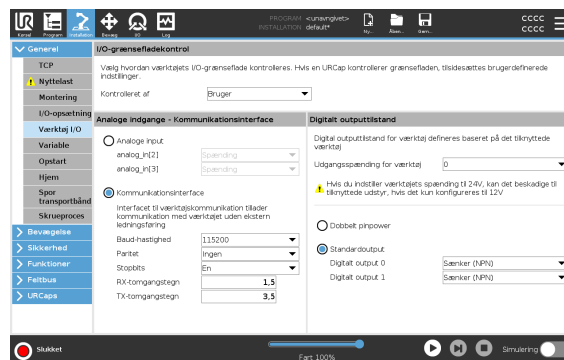 PROGRAM <unavngivet>
INSTALLATION default*
Kørsel Program Installation Bevæg I/O Log Ny... Åben... Gem...
cccc
cccc
Generel
TCP
Nyttelast
Montering
I/O-opsætning
Værktøj I/O
Variable
Opstart
Hjem
Spor transportbånd
Skrueproces
Bevægelse
Sikkerhed
Funktioner
Feltbus
URCaps
I/O-grænsefladekontrol
Vælg hvordan værktøjets I/O-grænseflade kontrolleres. Hvis en URCap kontrollerer grænsefladen, tilsidesættes brugerdefinerede
indstillinger.
Kontrolleret af Bruger
Analoge indgange - Kommunikationsinterface
Analoge input
analog_in[2] Spænding
analog_in[3] Spænding
Kommunikationsinterface
Interfacet til værktøjskommunikation tillader
kommunikation med værktøjet uden ekstern
ledningsføring
Baud-hastighed 115200
Paritet Ingen
Stopbits En
RX-tomgangstegn 1,5
TX-tomgangstegn 3,5
Digitalt outputtilstand
Digital outputtilstand for værktøj defineres baseret på det tilknyttede
værktøj
Udgangsspænding for værktøj 0
Hvis du indstiller værktøjets spænding til 24V, kan det beskadige til
tilknyttede udstyr, hvis det kun konfigureres til 12V
Dobbelt pinpower
Standardoutput
Digitalt output 0 Sænker (NPN)
Digitalt output 1 Sænker (NPN)
Slukket
Fart 100%
Simulering